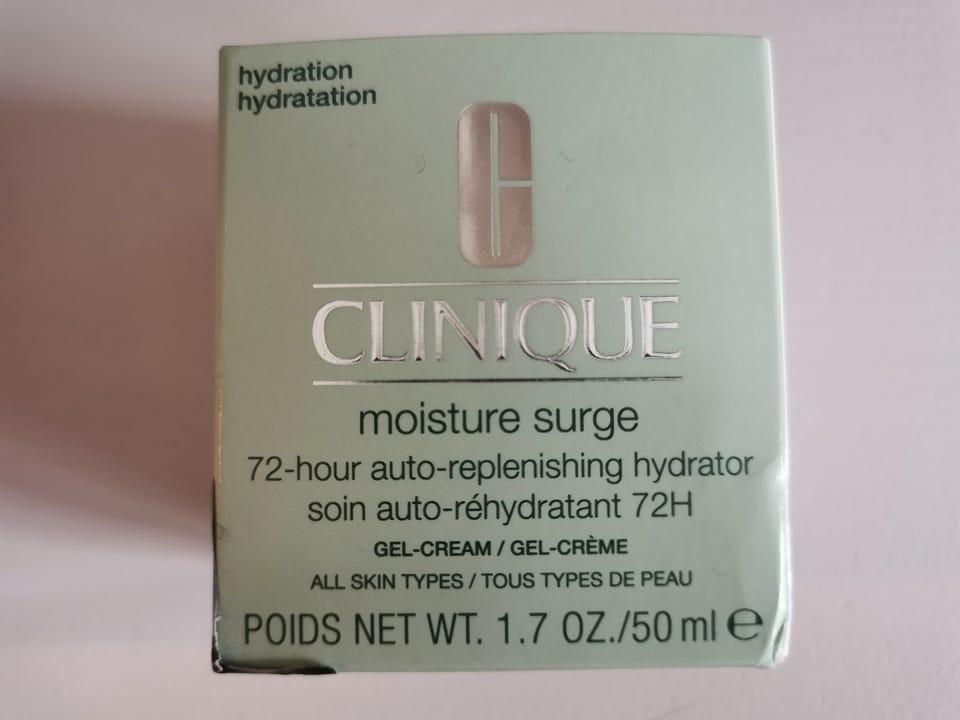 hydration
hydratation
CLINIQUE
moisture surge
72-hour auto-replenishing hydrator
soin auto-réhydratant 72H
GEL-CREAM / GEL-CRÈME
ALL SKIN TYPES / TOUS TYPES DE PEAU
POIDS NET WT. 1.7 OZ./50 ml ℮